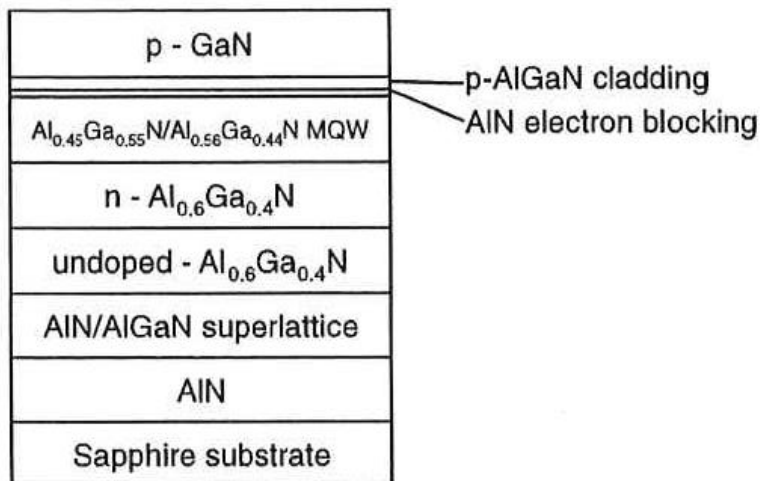 p - GaN
p-AlGaN cladding
AlN electron blocking
Al₀.₄₅Ga₀.₅₅N/Al₀.₅₆Ga₀.₄₄N MQW
n - Al₀.₆Ga₀.₄N
undoped - Al₀.₆Ga₀.₄N
AlN/AlGaN superlattice
AlN
Sapphire substrate